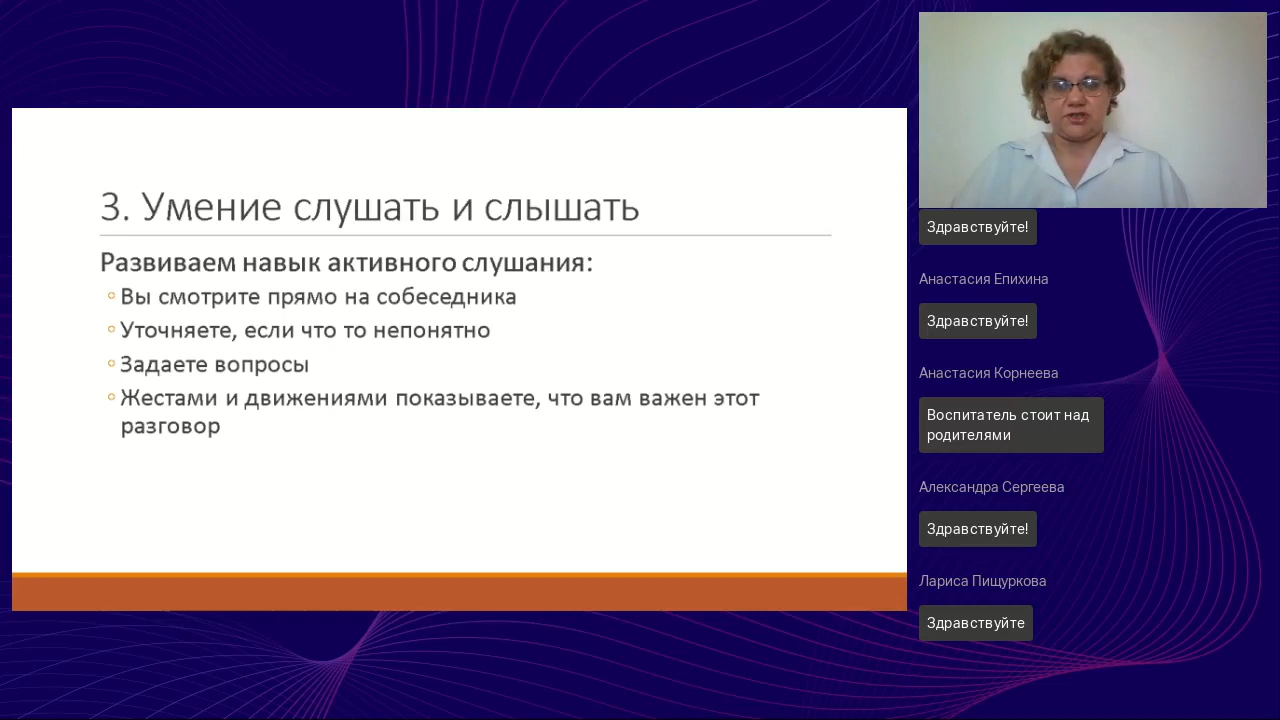 3. Умение слушать и слышать
Развиваем навык активного слушания:
Вы смотрите прямо на собеседника
Уточняете, если что то непонятно
Задаете вопросы
Жестами и движениями показываете, что вам важен этот
разговор
Здравствуйте!
Анастасия Епихина
Здравствуйте!
Анастасия Корнеева
Воспитатель стоит над
родителями
Александра Сергеева
Здравствуйте!
Лариса Пищуркова
Здравствуйте